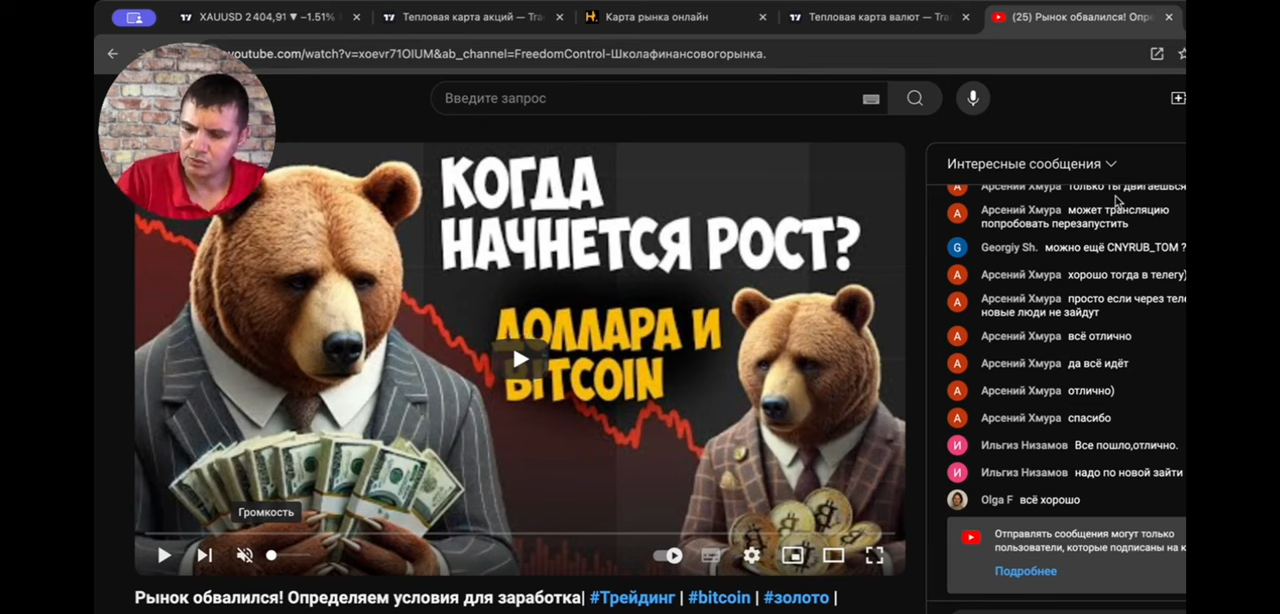 XAUUSD 2 404,91 ▼ −1.51%
Тепловая карта акций — Tra
Карта рынка онлайн
Тепловая карта валют — Tra
(25) Рынок обвалился! Опре
youtube.com/watch?v=xoevr71OIUM&ab_channel=FreedomControl-Школафинансовогорынка.
Введите запрос
КОГДА
НАЧНЕТСЯ РОСТ?
ДОЛЛАРА И
BITCOIN
Громкость
Рынок обвалился! Определяем условия для заработка| #Трейдинг | #bitcoin | #золото |
Интересные сообщения
Арсений Хмура только ты двигаешься
Арсений Хмура может трансляцию
попробовать перезапустить
Georgiy Sh. можно ещё CNYRUB_TOM ?
Арсений Хмура хорошо тогда в телегу)
Арсений Хмура просто если через теле
новые люди не зайдут
Арсений Хмура всё отлично
Арсений Хмура да всё идёт
Арсений Хмура отлично)
Арсений Хмура спасибо
Ильгиз Низамов Все пошло,отлично.
Ильгиз Низамов надо по новой зайти
Olga F всё хорошо
Отправлять сообщения могут только
пользователи, которые подписаны на к
Подробнее